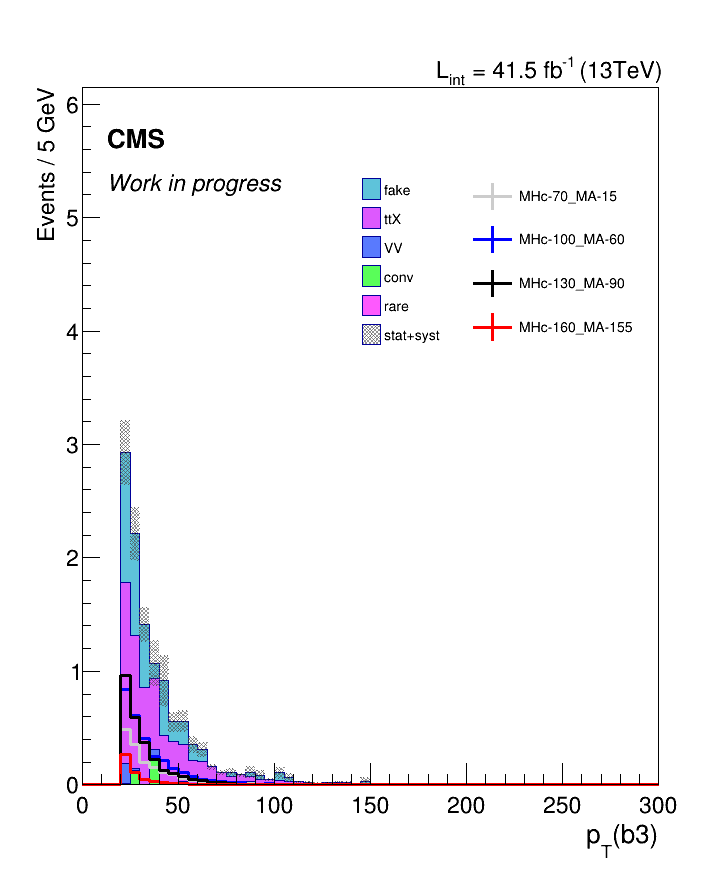 L_int = 41.5 fb^-1 (13TeV)
Events / 5 GeV
CMS
Work in progress
fake
ttX
VV
conv
rare
stat+syst
MHc-70_MA-15
MHc-100_MA-60
MHc-130_MA-90
MHc-160_MA-155
6
5
4
3
2
1
0
0 50 100 150 200 250 300
p_T(b3)